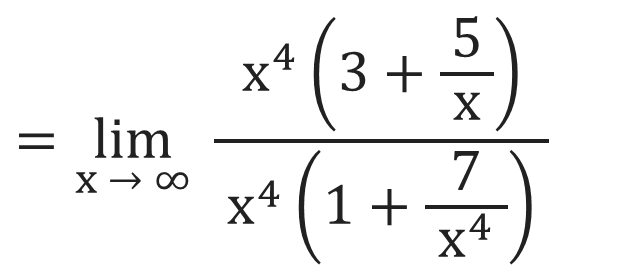 = lim x → ∞ x⁴ (3 + 5/x) / x⁴ (1 + 7/x⁴)